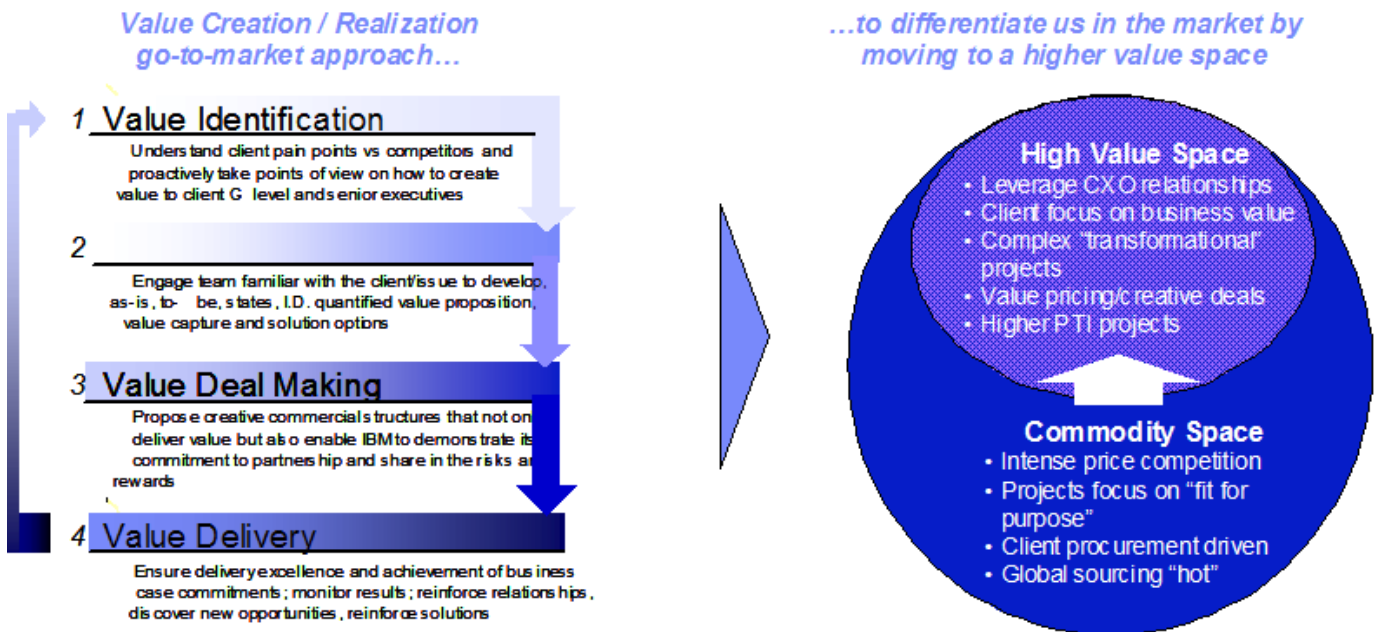 Value Creation / Realization
go-to-market approach…
1 Value Identification
Understand client pain points vs competitors and
proactively take points of view on how to create
value to client G level and senior executives
2
Engage team familiar with the client/issue to develop,
as-is, to- be, states, I.D. quantified value proposition,
value capture and solution options
3 Value Deal Making
Propose creative commercial structures that not on
deliver value but also enable IBM to demonstrate its
commitment to partnership and share in the risks an
rewards
4 Value Delivery
Ensure delivery excellence and achievement of business
case commitments; monitor results; reinforce relationships,
discover new opportunities, reinforce solutions
…to differentiate us in the market by
moving to a higher value space
High Value Space
• Leverage CXO relationships
• Client focus on business value
• Complex “transformational”
projects
• Value pricing/creative deals
• Higher PTI projects
Commodity Space
• Intense price competition
• Projects focus on “fit for
purpose”
• Client procurement driven
• Global sourcing “hot”